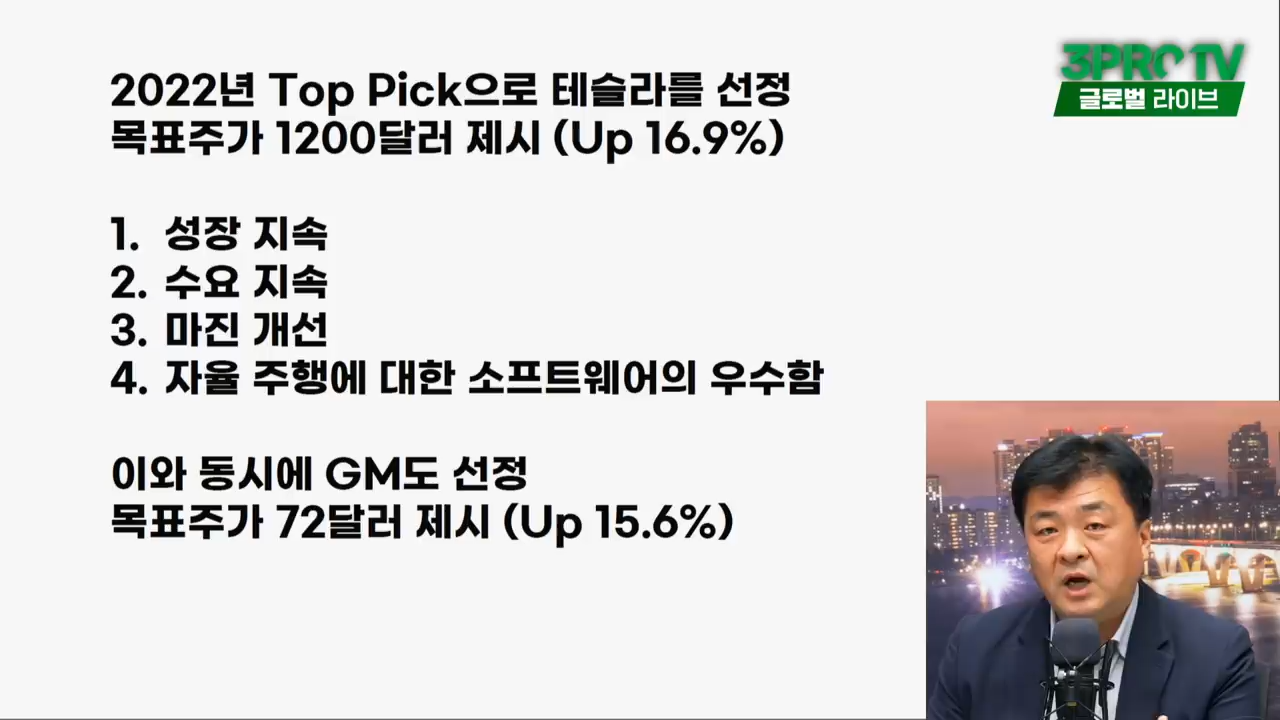 2022년 Top Pick으로 테슬라를 선정
목표주가 1200달러 제시 (Up 16.9%)
1. 성장 지속
2. 수요 지속
3. 마진 개선
4. 자율 주행에 대한 소프트웨어의 우수함
이와 동시에 GM도 선정
목표주가 72달러 제시 (Up 15.6%)
3PRO TV
글로벌 라이브